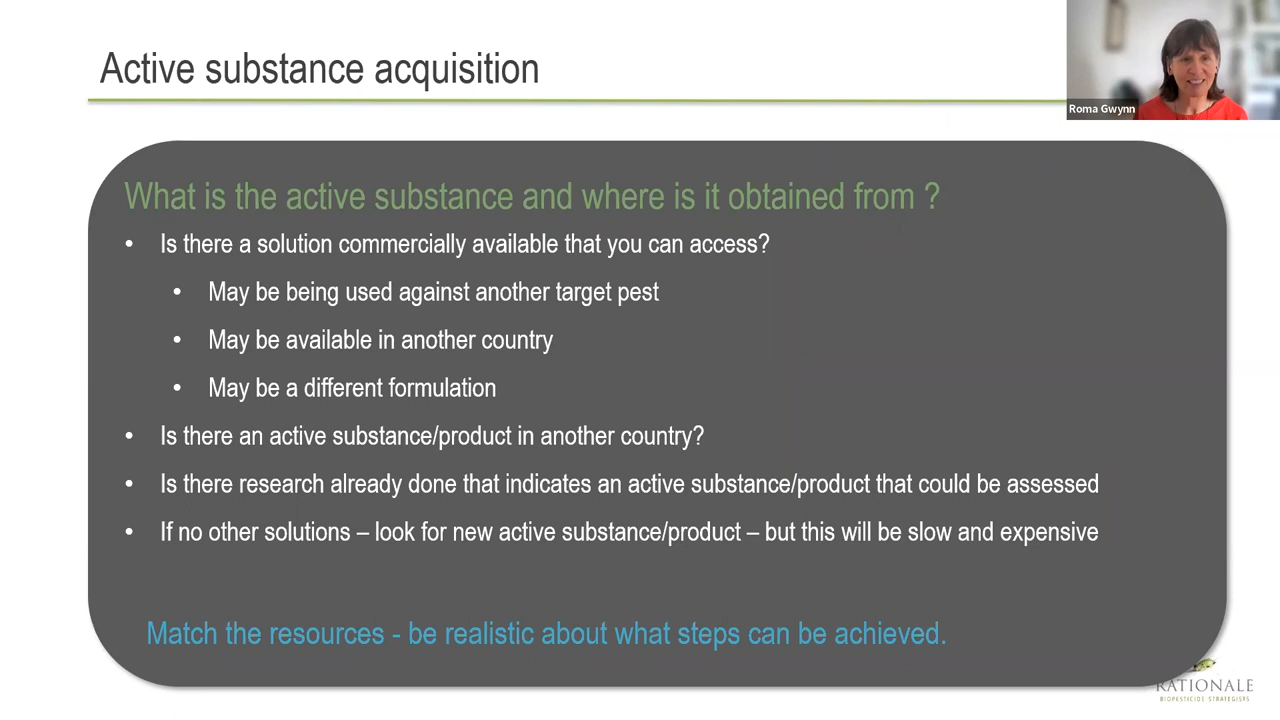 Active substance acquisition
Roma Gwynn
What is the active substance and where is it obtained from ?
• Is there a solution commercially available that you can access?
• May be being used against another target pest
• May be available in another country
• May be a different formulation
• Is there an active substance/product in another country?
• Is there research already done that indicates an active substance/product that could be assessed
• If no other solutions – look for new active substance/product – but this will be slow and expensive
Match the resources - be realistic about what steps can be achieved.
RATIONALE
BIOPESTICIDE STRATEGISTS